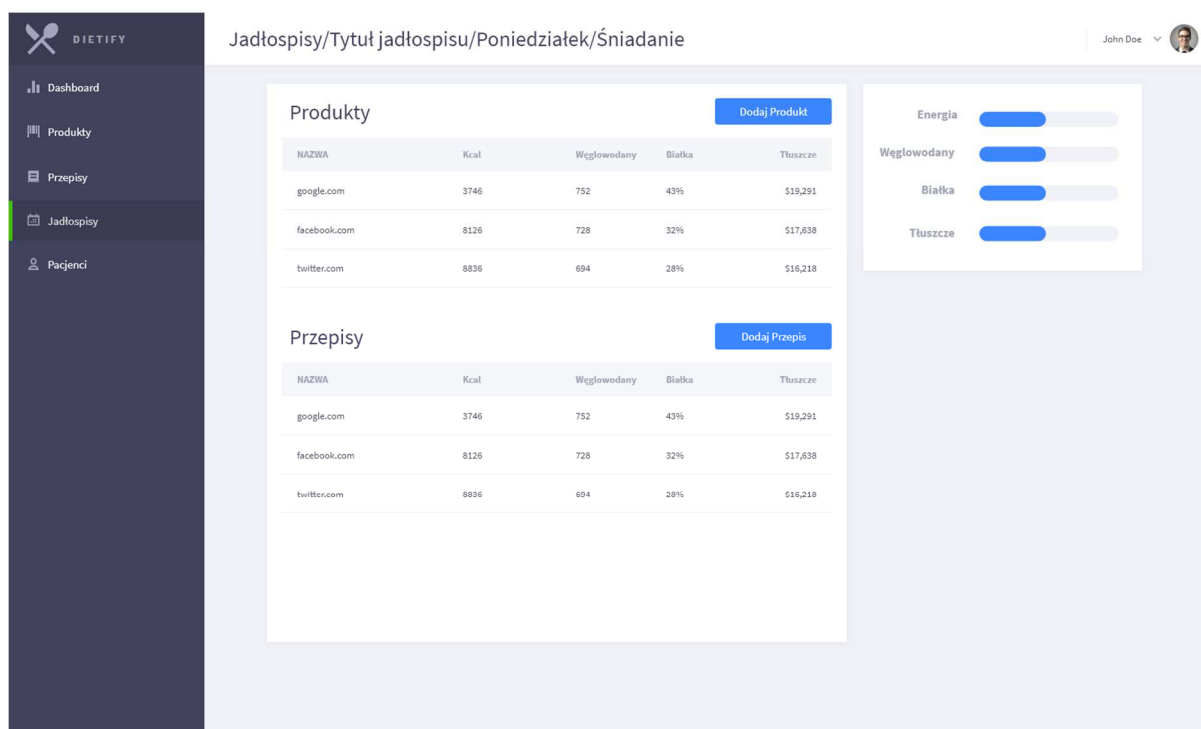 DIETIFY
Jadłospisy/Tytuł jadłospisu/Poniedziałek/Śniadanie
John Doe
Dashboard
Produkty
Przepisy
Jadłospisy
Pacjenci
Produkty
Dodaj Produkt
NAZWA Kcal Węglowodany Białka Tłuszcze
google.com 3746 752 43% $19,291
facebook.com 8126 728 32% $17,638
twitter.com 8836 694 28% $16,218
Przepisy
Dodaj Przepis
NAZWA Kcal Węglowodany Białka Tłuszcze
google.com 3746 752 43% $19,291
facebook.com 8126 728 32% $17,638
twitter.com 8836 694 28% $16,218
Energia
Węglowodany
Białka
Tłuszcze